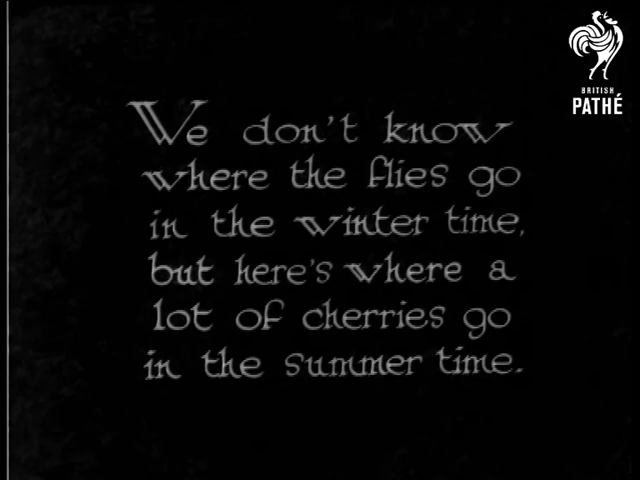 BRITISH
PATHÉ
We don't know
where the flies go
in the winter time,
but here's where a
lot of cherries go
in the summer time.